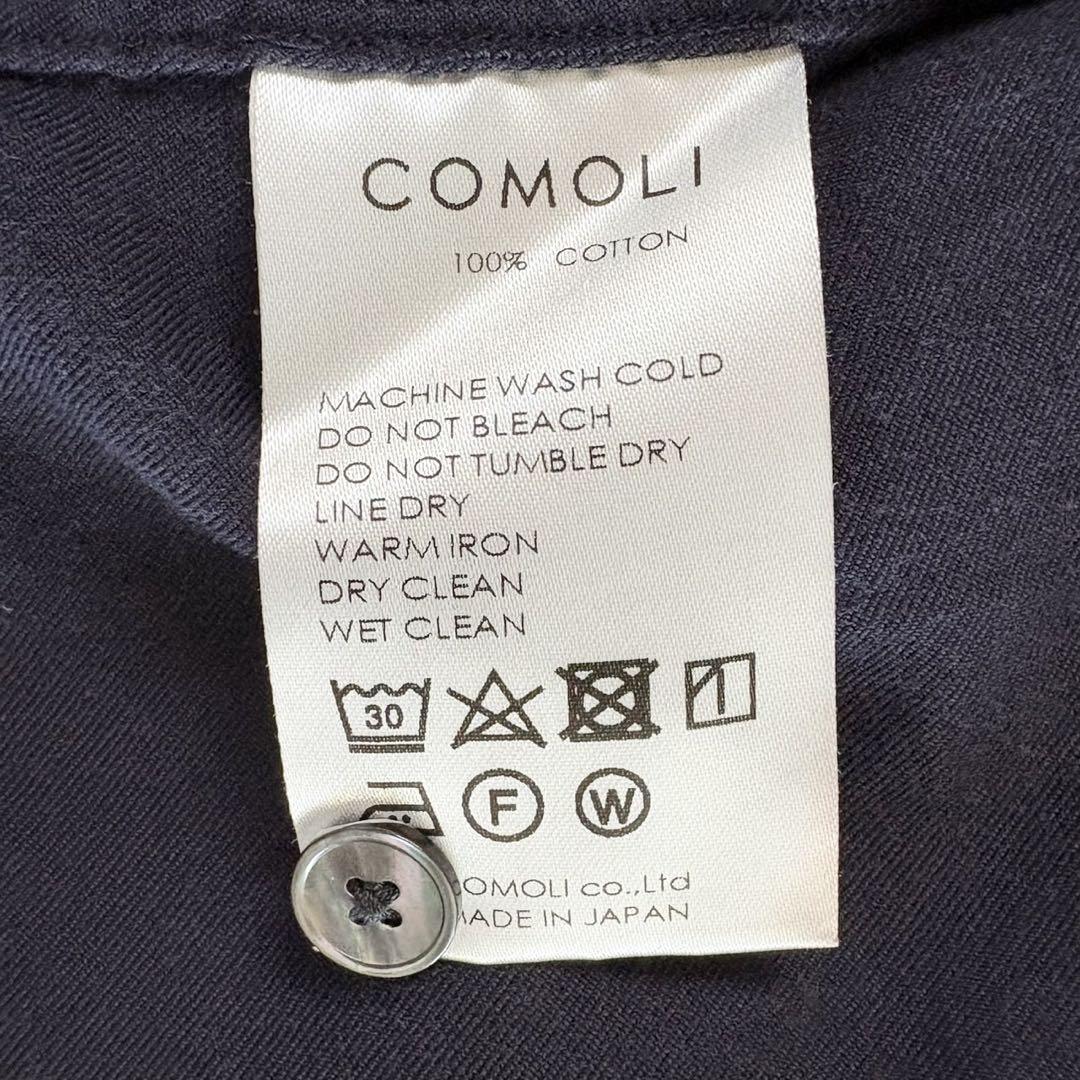 COMOLI
100% COTTON
MACHINE WASH COLD
DO NOT BLEACH
DO NOT TUMBLE DRY
LINE DRY
WARM IRON
DRY CLEAN
WET CLEAN
30
F W
COMOLI co.,Ltd
MADE IN JAPAN